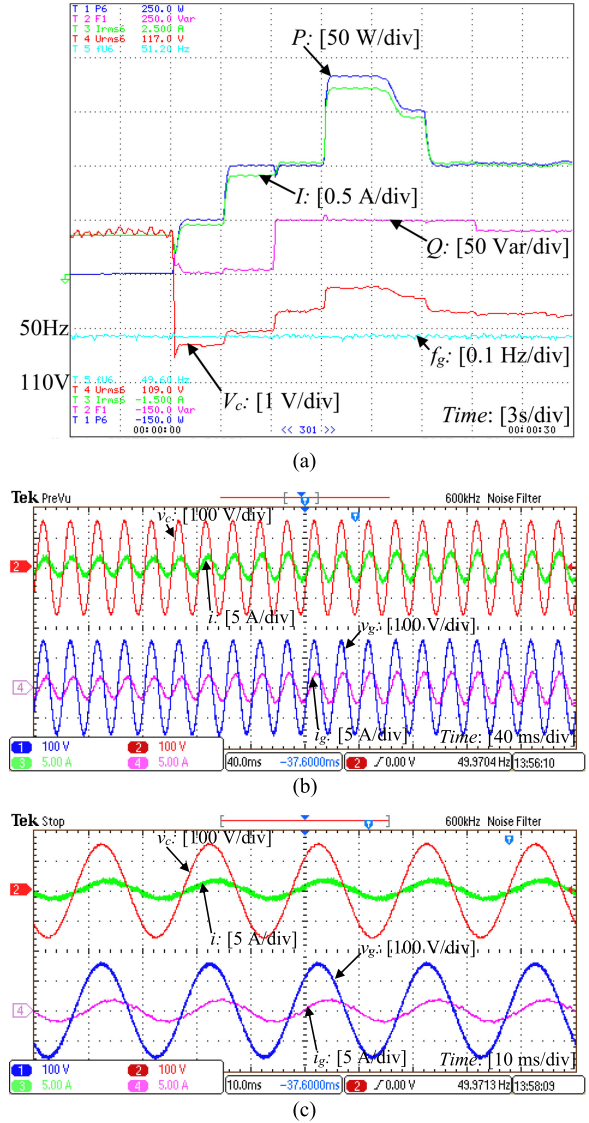 T 1 P6 250.0 W
T 2 F1 250.0 Var
T 3 Irms6 2.500 A
T 4 Urms6 117.0 V
T 5 fU6 51.20 Hz
P: [50 W/div]
I: [0.5 A/div]
Q: [50 Var/div]
50Hz
fg: [0.1 Hz/div]
110V
T 5 fU6 49.60 Hz
T 4 Urms6 109.0 V
T 3 Irms6 -1.500 A
T 2 F1 -150.0 Var
T 1 P6 -150.0 W
Vc: [1 V/div]
Time: [3s/div]
00:00:00 << 301 >> 00:00:30
(a)
Tek PreVu 600kHz Noise Filter
vc: [100 V/div]
2
i: [5 A/div]
vg: [100 V/div]
4
ig: [5 A/div]
Time: [40 ms/div]
1 100 V 2 100 V
3 5.00 A 4 5.00 A 40.0ms -37.6000ms 2 0.00 V 49.9704 Hz 13:56:10
(b)
Tek Stop 600kHz Noise Filter
vc: [100 V/div]
2
i: [5 A/div]
vg: [100 V/div]
4
ig: [5 A/div]
Time: [10 ms/div]
1 100 V 2 100 V
3 5.00 A 4 5.00 A 10.0ms -37.6000ms 2 0.00 V 49.9713 Hz 13:58:09
(c)